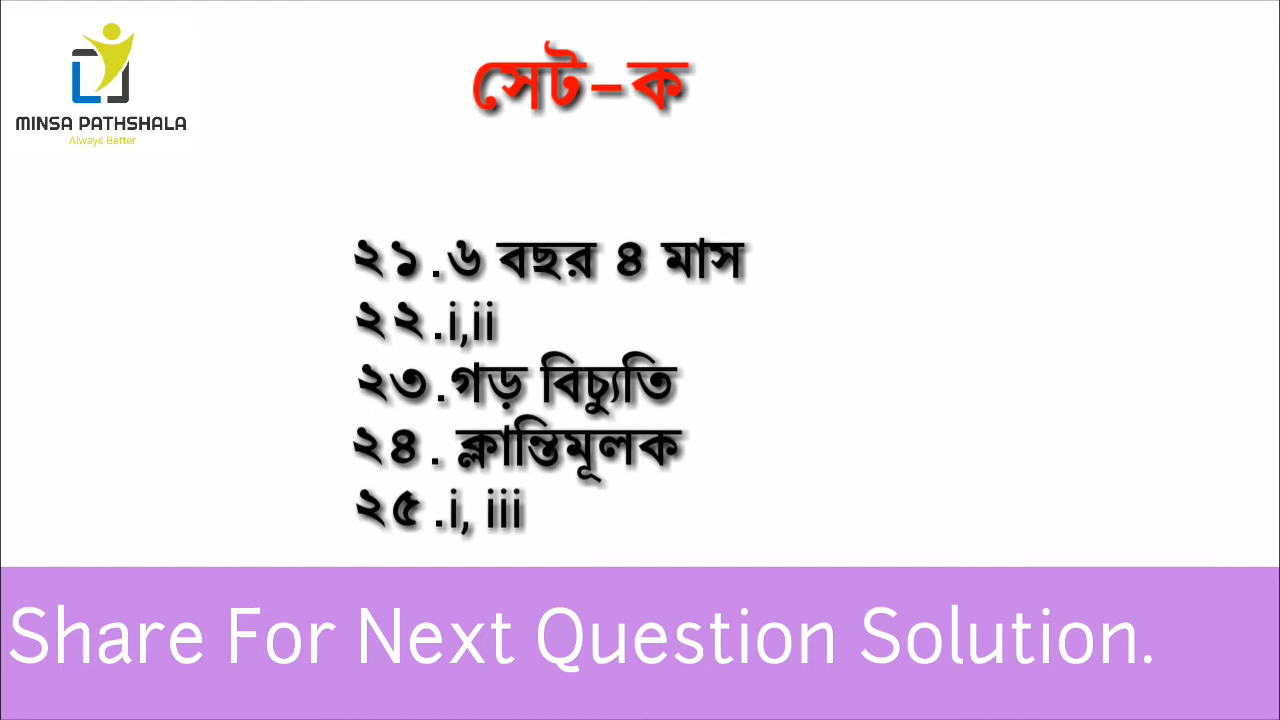 MINSA PATHSHALA
Always Better
সেট-ক
২১.৬ বছর ৪ মাস
২২.i,ii
২৩.গড় বিচ্যুতি
২৪. ক্লান্তিমূলক
২৫.i, iii
Share For Next Question Solution.